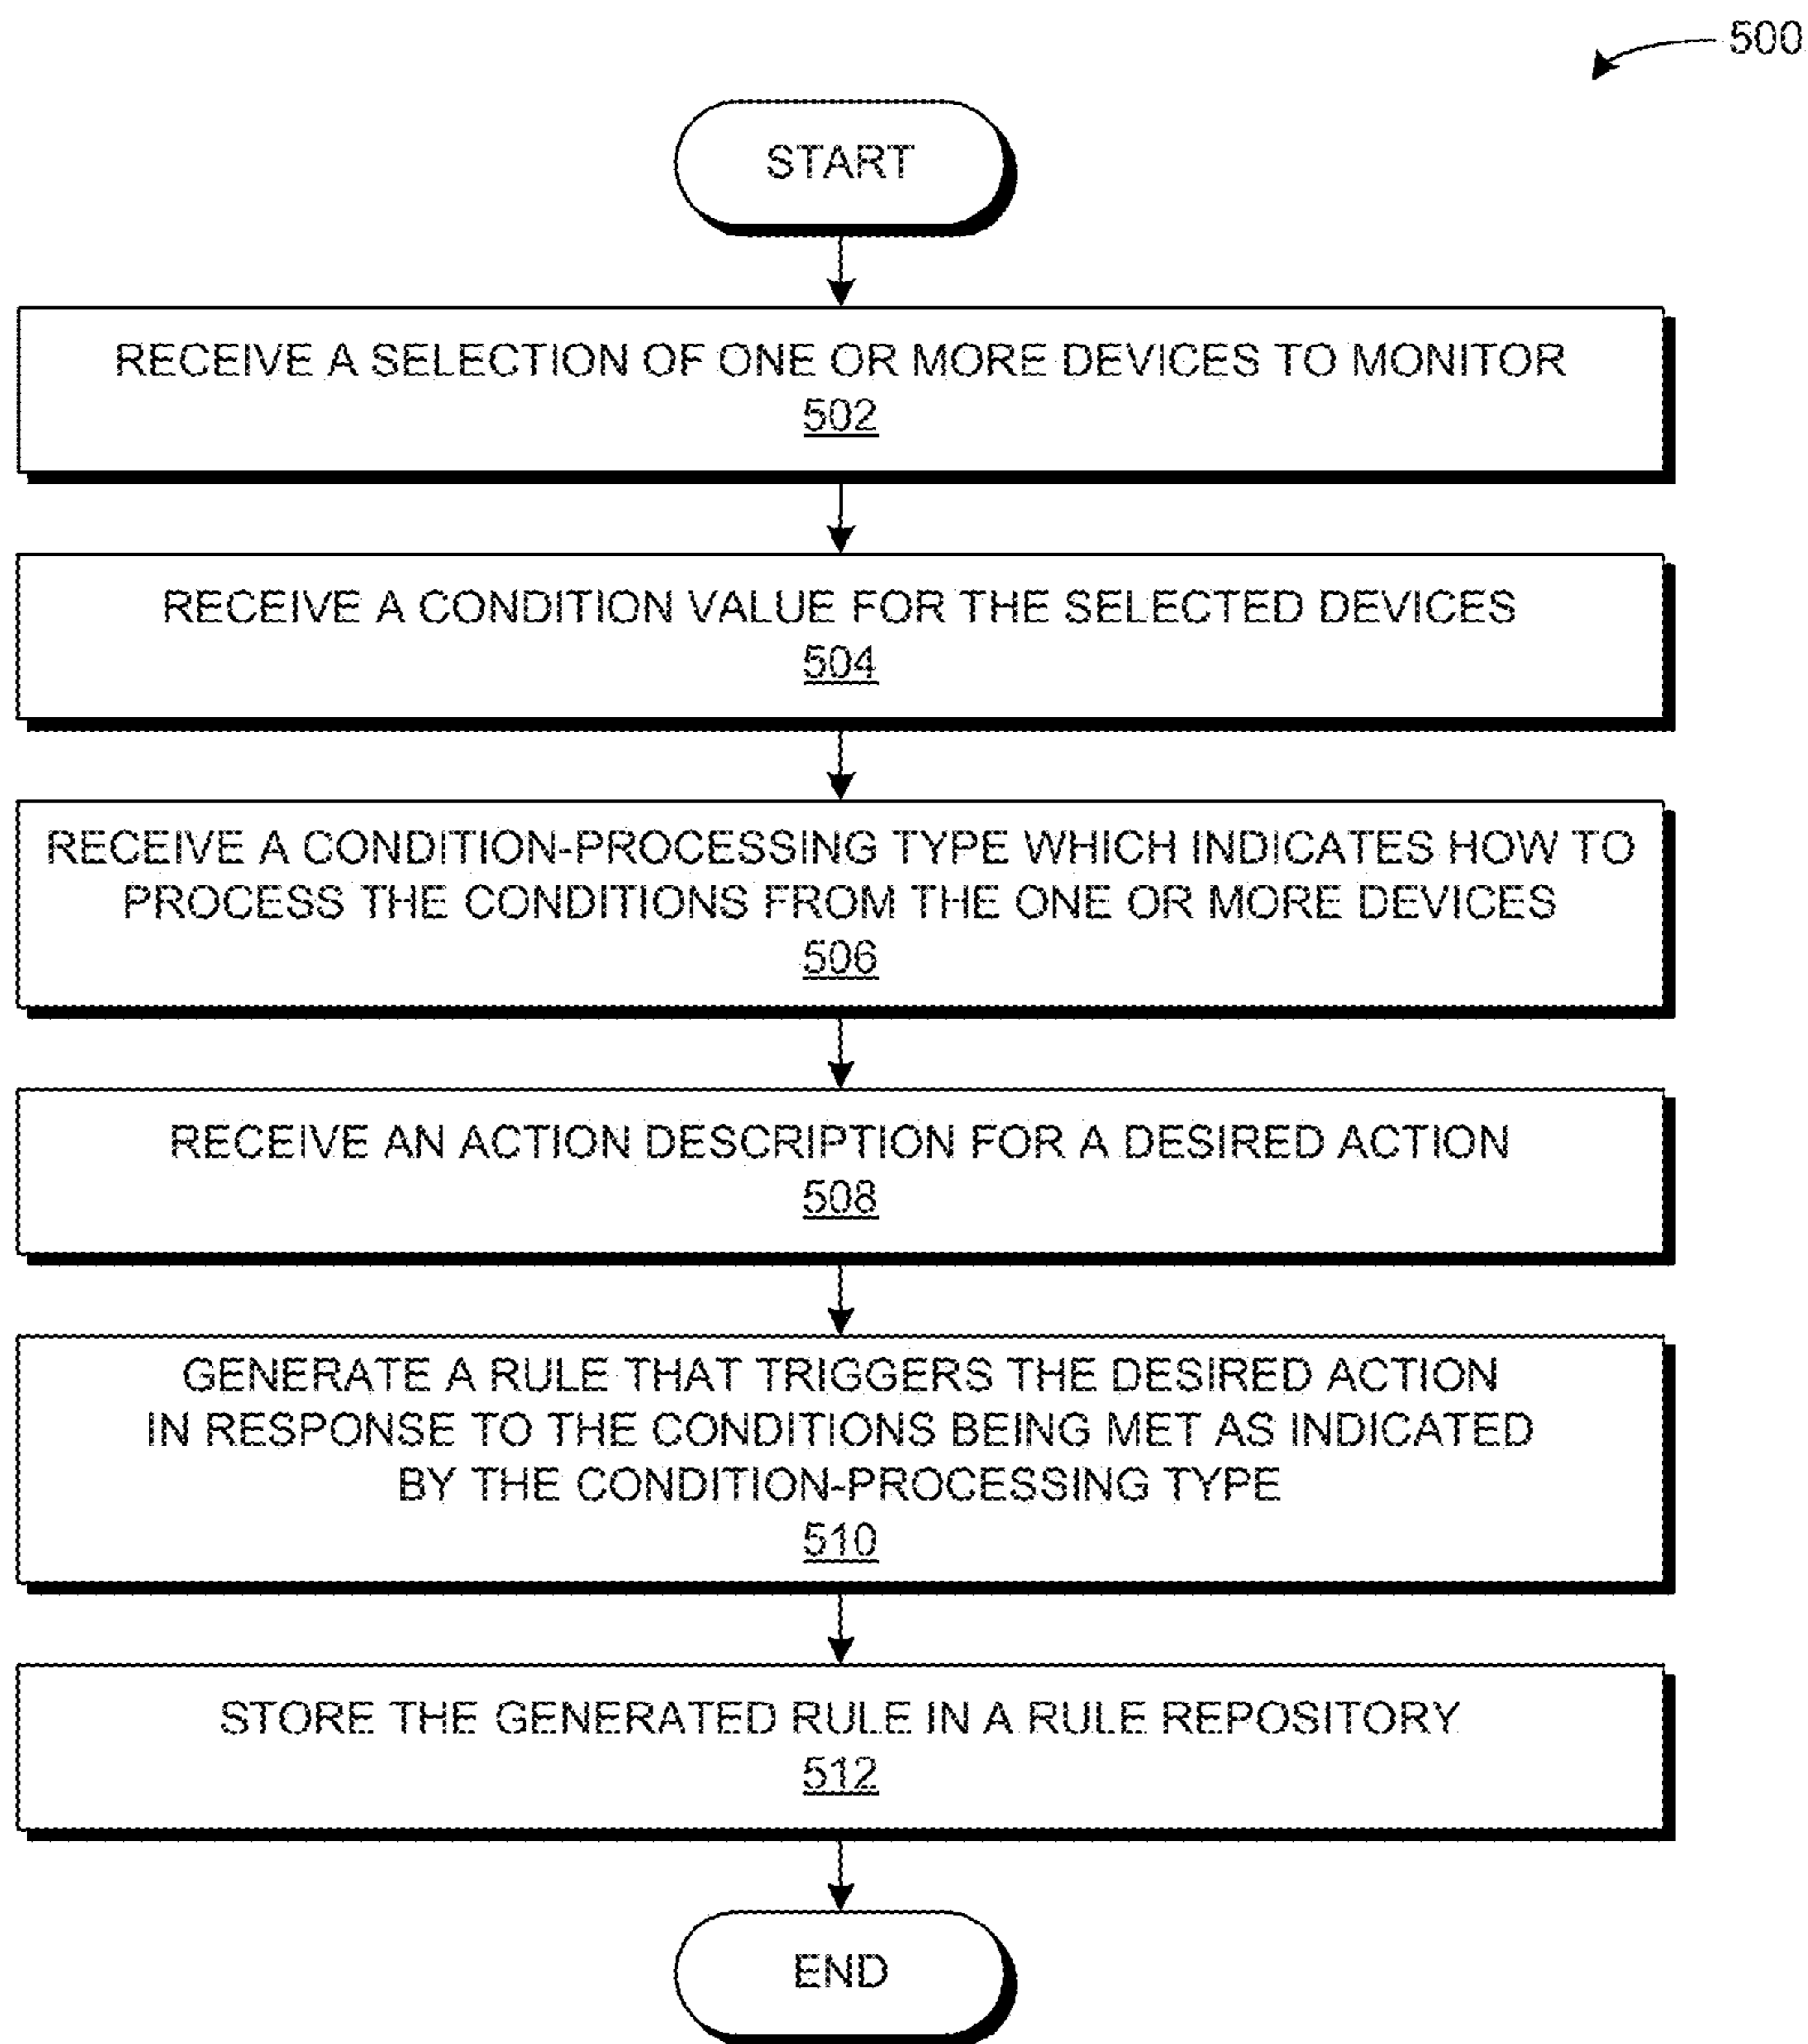 500
START
RECEIVE A SELECTION OF ONE OR MORE DEVICES TO MONITOR
502
RECEIVE A CONDITION VALUE FOR THE SELECTED DEVICES
504
RECEIVE A CONDITION-PROCESSING TYPE WHICH INDICATES HOW TO
PROCESS THE CONDITIONS FROM THE ONE OR MORE DEVICES
506
RECEIVE AN ACTION DESCRIPTION FOR A DESIRED ACTION
508
GENERATE A RULE THAT TRIGGERS THE DESIRED ACTION
IN RESPONSE TO THE CONDITIONS BEING MET AS INDICATED
BY THE CONDITION-PROCESSING TYPE
510
STORE THE GENERATED RULE IN A RULE REPOSITORY
512
END